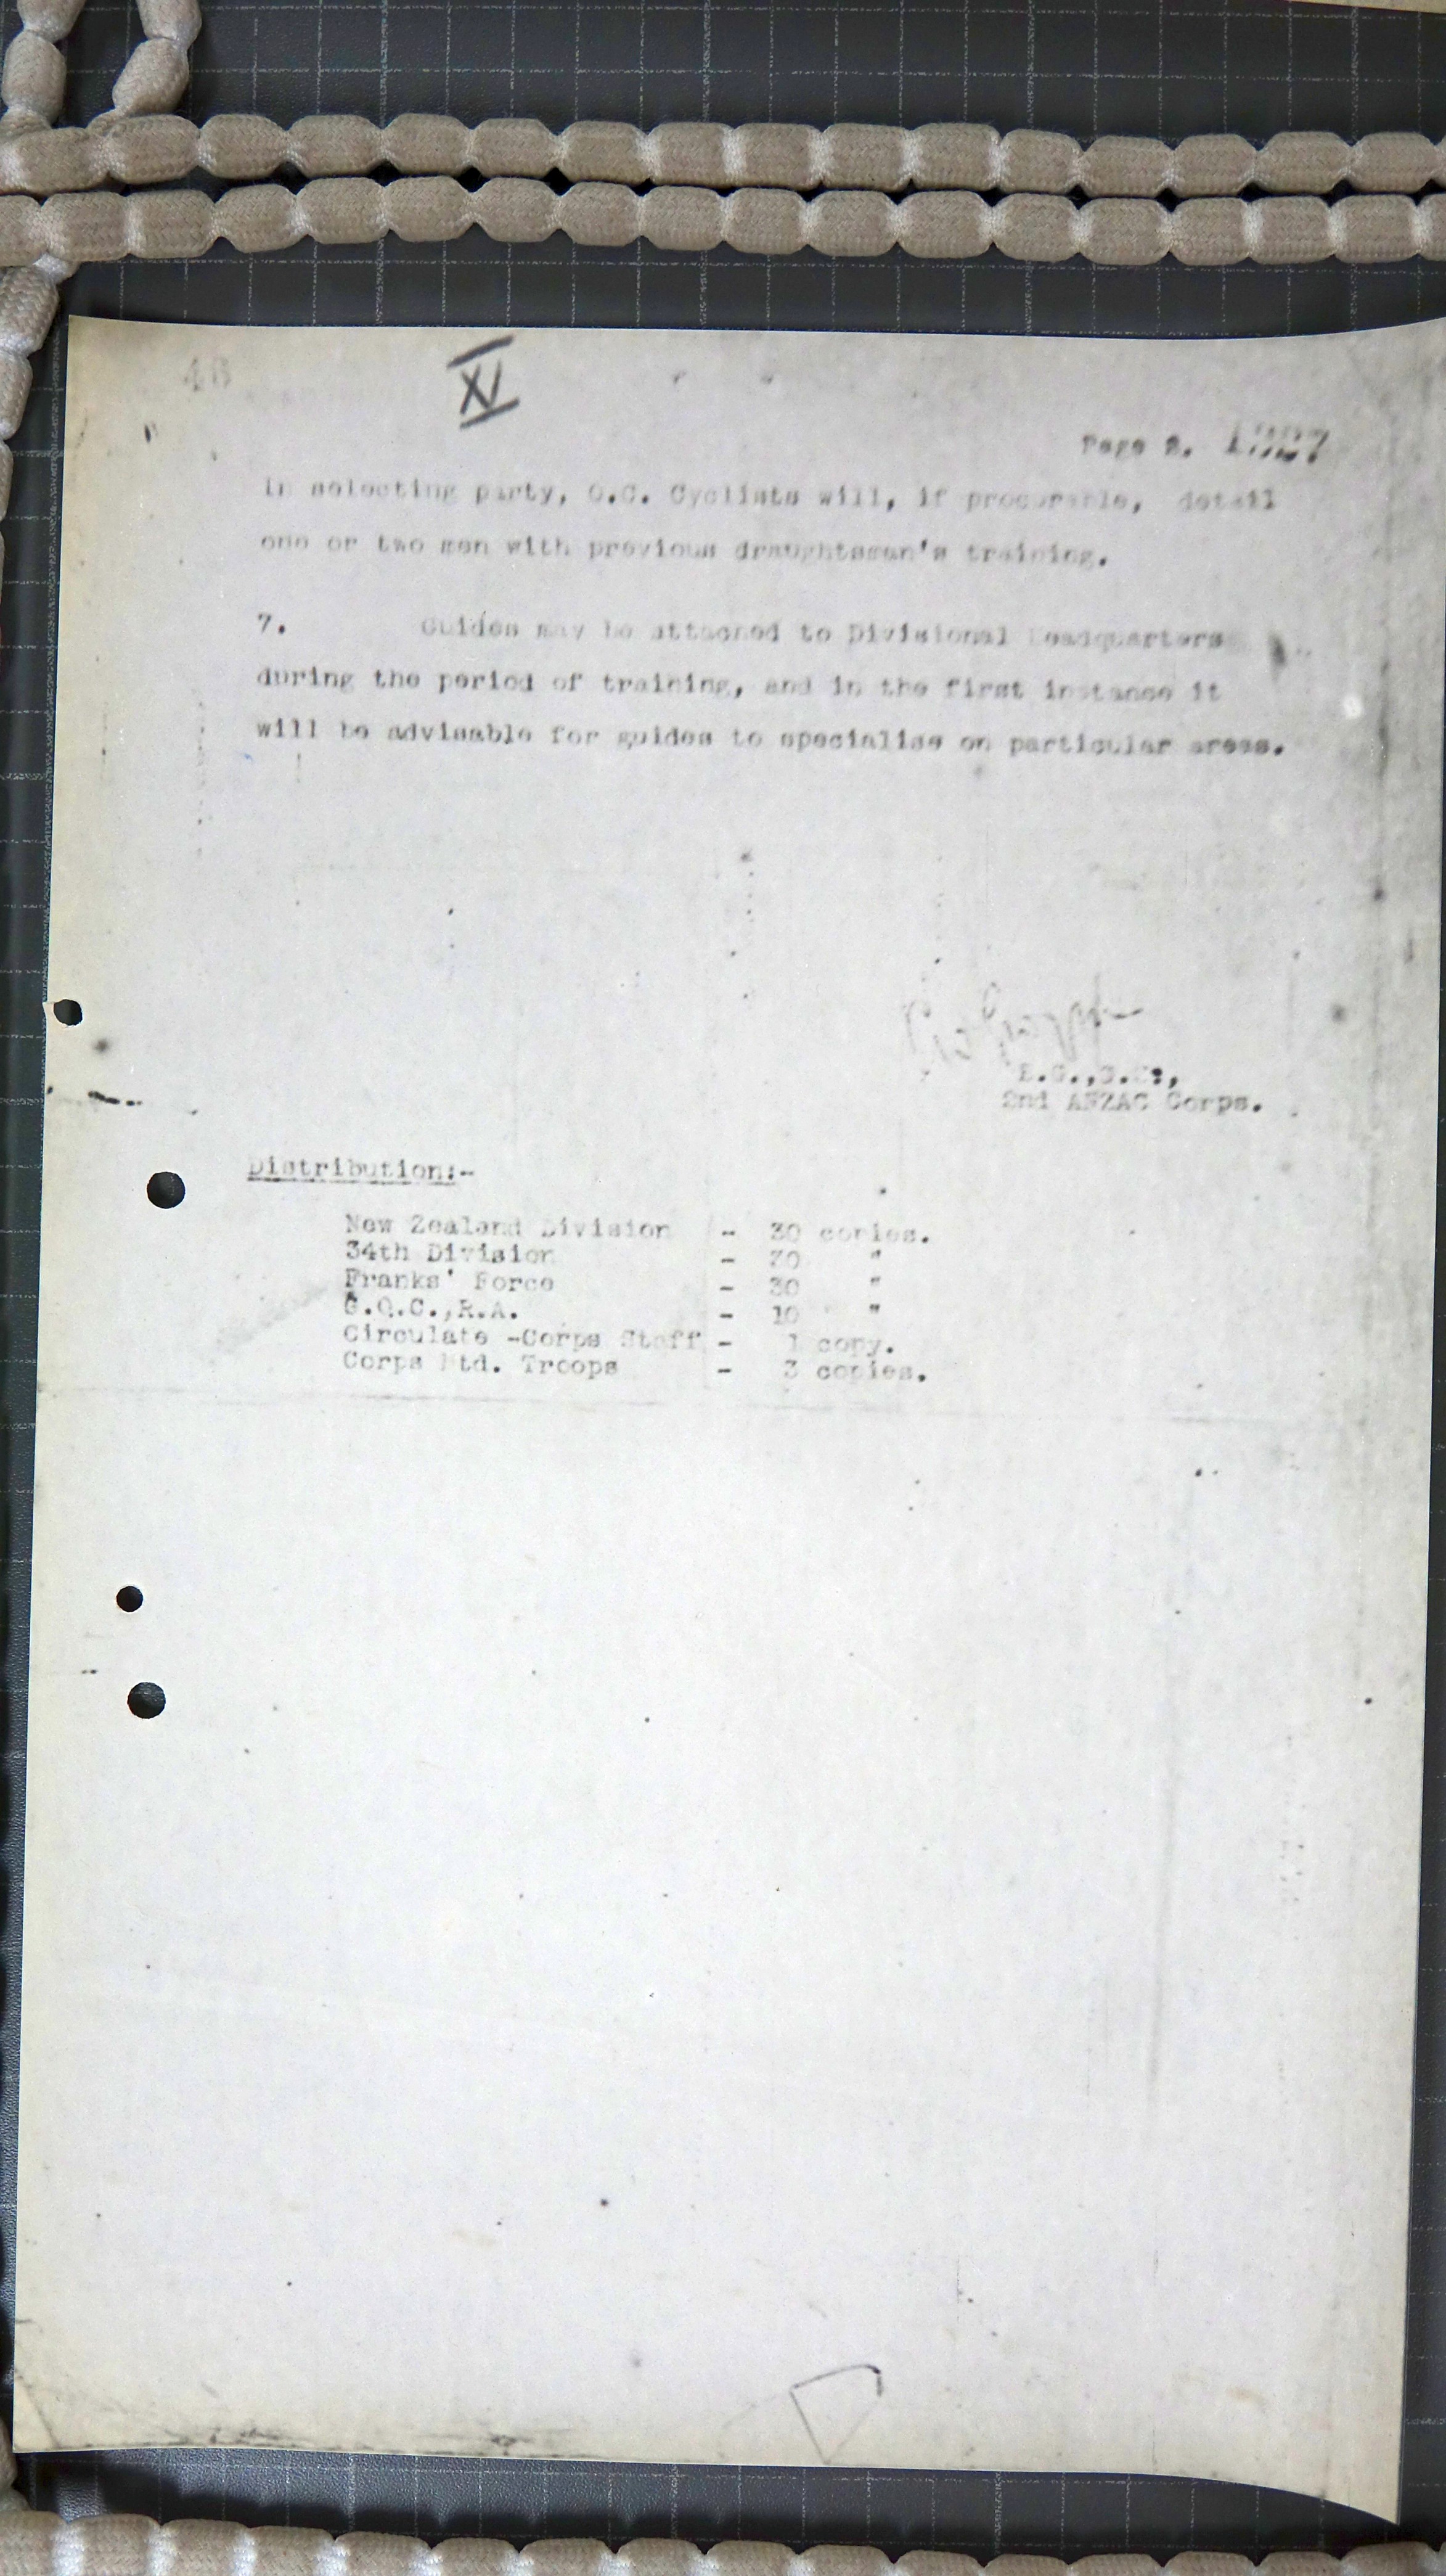 46
XV
Page 2.
In selecting party, O.C. Cyclists will, if procurable, detail
one or two men with previous draughtsman's training.
7. Guides may be attached to Divisional Headquarters
during the period of training, and in the first instance it
will be advisable for guides to specialise on particular areas.
B.G.,G.S.,
2nd ANZAC Corps.
Distribution:-
New Zealand Division - 30 copies.
34th Division - 30 "
Franks' Force - 30 "
G.O.C.,R.A. - 10 "
Circulate -Corps Staff - 1 copy.
Corps Mtd. Troops - 3 copies.